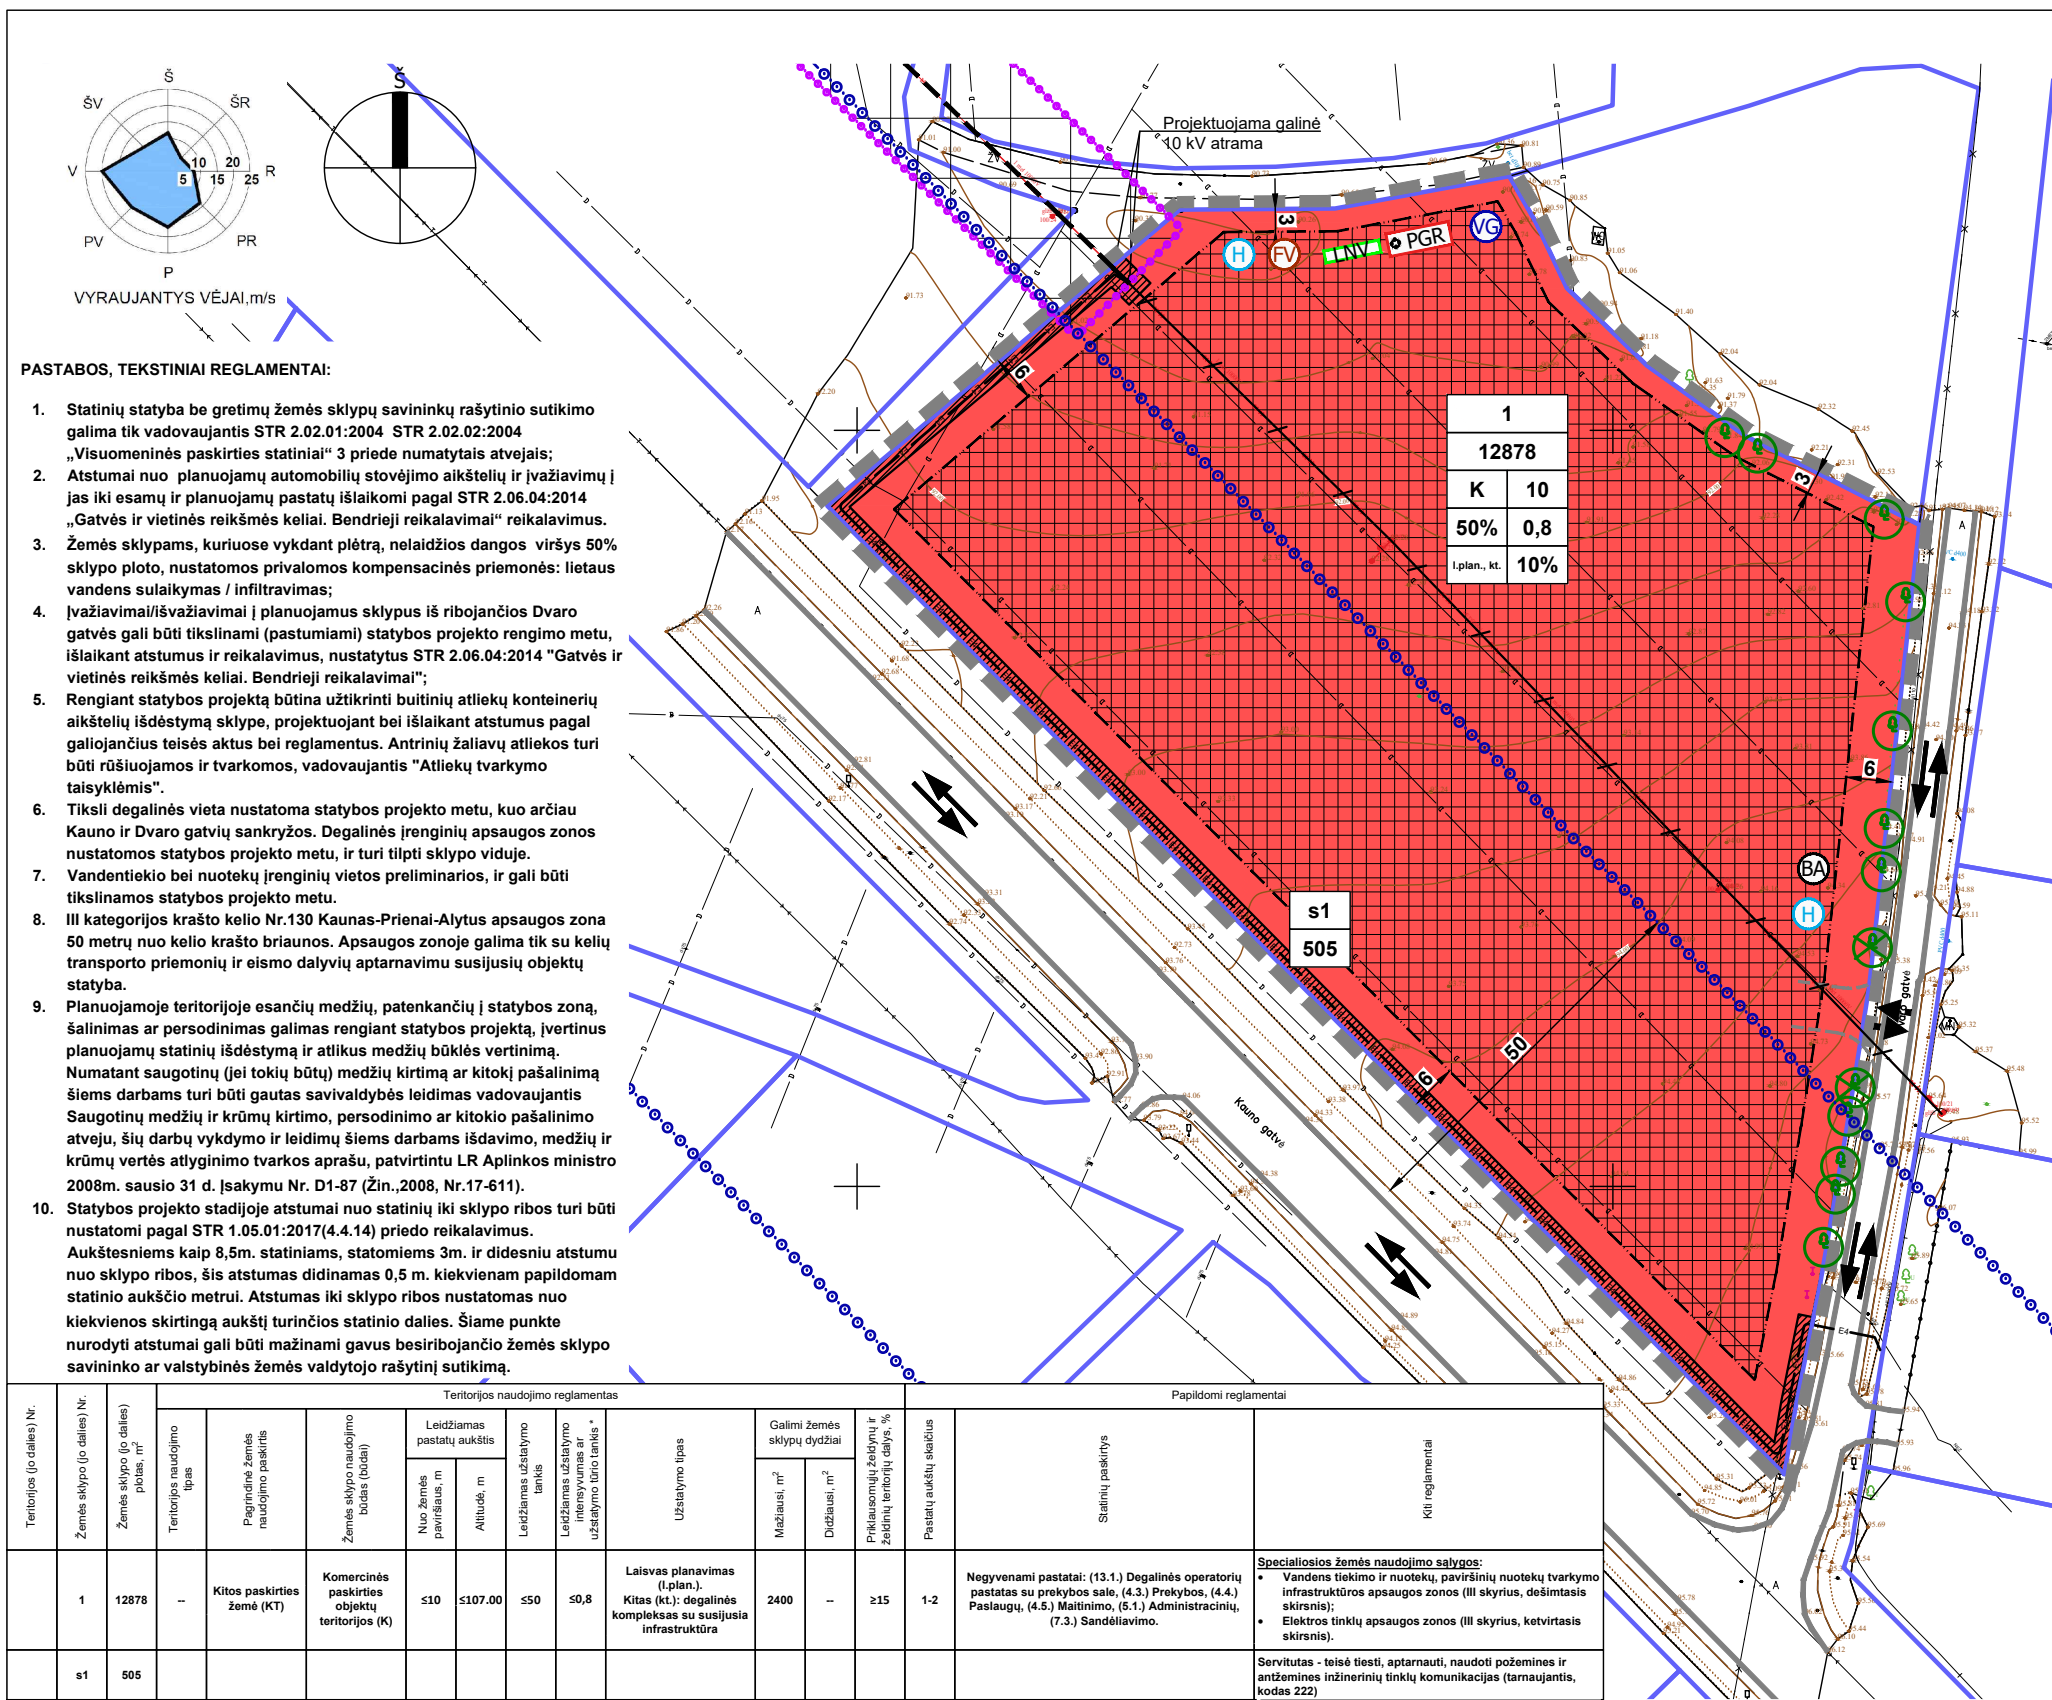 Š
ŠR
R
PR
P
PV
V
ŠV
5
10
15
20
25
VYRAUJANTYS VĖJAI,m/s
Š
PASTABOS, TEKSTINIAI REGLAMENTAI:
1. Statinių statyba be gretimų žemės sklypų savininkų rašytinio sutikimo
galima tik vadovaujantis STR 2.02.01:2004 STR 2.02.02:2004
„Visuomeninės paskirties statiniai“ 3 priede numatytais atvejais;
2. Atstumai nuo planuojamų automobilių stovėjimo aikštelių ir įvažiavimų į
jas iki esamų ir planuojamų pastatų išlaikomi pagal STR 2.06.04:2014
„Gatvės ir vietinės reikšmės keliai. Bendrieji reikalavimai“ reikalavimus.
3. Žemės sklypams, kuriuose vykdant plėtrą, nelaidžios dangos viršys 50%
sklypo ploto, nustatomos privalomos kompensacinės priemonės: lietaus
vandens sulaikymas / infiltravimas;
4. Įvažiavimai/išvažiavimai į planuojamus sklypus iš ribojančios Dvaro
gatvės gali būti tikslinami (pastumiami) statybos projekto rengimo metu,
išlaikant atstumus ir reikalavimus, nustatytus STR 2.06.04:2014 "Gatvės ir
vietinės reikšmės keliai. Bendrieji reikalavimai";
5. Rengiant statybos projektą būtina užtikrinti buitinių atliekų konteinerių
aikštelių išdėstymą sklype, projektuojant bei išlaikant atstumus pagal
galiojančius teisės aktus bei reglamentus. Antrinių žaliavų atliekos turi
būti rūšiuojamos ir tvarkomos, vadovaujantis "Atliekų tvarkymo
taisyklėmis".
6. Tiksli degalinės vieta nustatoma statybos projekto metu, kuo arčiau
Kauno ir Dvaro gatvių sankryžos. Degalinės įrenginių apsaugos zonos
nustatomos statybos projekto metu, ir turi tilpti sklypo viduje.
7. Vandentiekio bei nuotekų įrenginių vietos preliminarios, ir gali būti
tikslinamos statybos projekto metu.
8. III kategorijos krašto kelio Nr.130 Kaunas-Prienai-Alytus apsaugos zona
50 metrų nuo kelio krašto briaunos. Apsaugos zonoje galima tik su kelių
transporto priemonių ir eismo dalyvių aptarnavimu susijusių objektų
statyba.
9. Planuojamoje teritorijoje esančių medžių, patenkančių į statybos zoną,
šalinimas ar persodinimas galimas rengiant statybos projektą, įvertinus
planuojamų statinių išdėstymą ir atlikus medžių būklės vertinimą.
Numatant saugotinų (jei tokių būtų) medžių kirtimą ar kitokį pašalinimą
šiems darbams turi būti gautas savivaldybės leidimas vadovaujantis
Saugotinų medžių ir krūmų kirtimo, persodinimo ar kitokio pašalinimo
atveju, šių darbų vykdymo ir leidimų šiems darbams išdavimo, medžių ir
krūmų vertės atlyginimo tvarkos aprašu, patvirtintu LR Aplinkos ministro
2008m. sausio 31 d. Įsakymu Nr. D1-87 (Žin.,2008, Nr.17-611).
10. Statybos projekto stadijoje atstumai nuo statinių iki sklypo ribos turi būti
nustatomi pagal STR 1.05.01:2017(4.4.14) priedo reikalavimus.
Aukštesniems kaip 8,5m. statiniams, statomiems 3m. ir didesniu atstumu
nuo sklypo ribos, šis atstumas didinamas 0,5 m. kiekvienam papildomam
statinio aukščio metrui. Atstumas iki sklypo ribos nustatomas nuo
kiekvienos skirtingą aukštį turinčios statinio dalies. Šiame punkte
nurodyti atstumai gali būti mažinami gavus besiribojančio žemės sklypo
savininko ar valstybinės žemės valdytojo rašytinį sutikimą.
Projektuojama galinė
10 kV atrama
H
FV
LNV
PGR
VG
3
6
3
1
12878
K 10
50% 0,8
l.plan., kt. 10%
6
BA
H
s1
505
50
6
Kauno gatvė
Teritorijos naudojimo reglamentas
Papildomi reglamentai
Teritorijos (jo dalies) Nr.
Žemės sklypo (jo dalies) Nr.
Žemės sklypo (jo dalies)
plotas, m²
Teritorijos naudojimo
tipas
Pagrindinė žemės
naudojimo paskirtis
Žemės sklypo naudojimo
būdas (būdai)
Leidžiamas
pastatų aukštis
Nuo žemės
paviršiaus, m
Altitudė, m
Leidžiamas užstatymo
tankis
Leidžiamas užstatymo
intensyvumas ar
užstatymo tūrio tankis *
Užstatymo tipas
Galimi žemės
sklypų dydžiai
Mažiausi, m²
Didžiausi, m²
Priklausomųjų želdynų ir
želdinių teritorijų dalys, %
Pastatų aukštų skaičius
Statinių paskirtys
Kiti reglamentai
1
12878
--
Kitos paskirties
žemė (KT)
Komercinės
paskirties
objektų
teritorijos (K)
≤10
≤107.00
≤50
≤0,8
Laisvas planavimas
(l.plan.).
Kitas (kt.): degalinės
kompleksas su susijusia
infrastruktūra
2400
--
≥15
1-2
Negyvenami pastatai: (13.1.) Degalinės operatorių
pastatas su prekybos sale, (4.3.) Prekybos, (4.4.)
Paslaugų, (4.5.) Maitinimo, (5.1.) Administracinių,
(7.3.) Sandėliavimo.
Specialiosios žemės naudojimo sąlygos:
• Vandens tiekimo ir nuotekų, paviršinių nuotekų tvarkymo
infrastruktūros apsaugos zonos (III skyrius, dešimtasis
skirsnis);
• Elektros tinklų apsaugos zonos (III skyrius, ketvirtasis
skirsnis).
s1
505
Servitutas - teisė tiesti, aptarnauti, naudoti požemines ir
antžemines inžinerinių tinklų komunikacijas (tarnaujantis,
kodas 222)